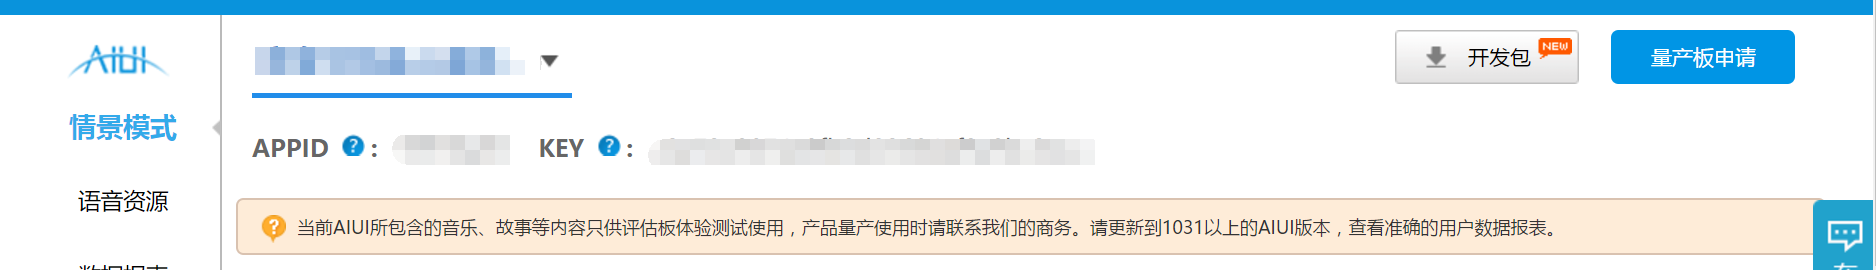 AIUI
开发包
NEW
量产板申请
情景模式
APPID ? : KEY ? :
语音资源
当前AIUI所包含的音乐、故事等内容只供评估板体验测试使用，产品量产使用时请联系我们的商务。请更新到1031以上的AIUI版本，查看准确的用户数据报表。